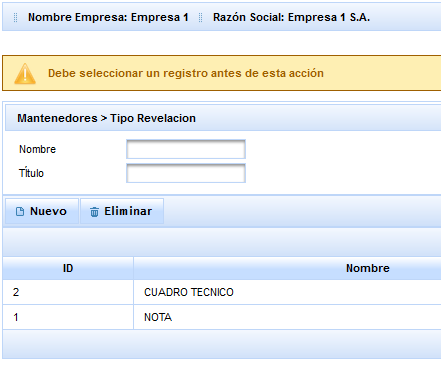 Nombre Empresa: Empresa 1 Razón Social: Empresa 1 S.A.
Debe seleccionar un registro antes de esta acción
Mantenedores > Tipo Revelacion
Nombre
Título
Nuevo Eliminar
ID Nombre
2 CUADRO TECNICO
1 NOTA